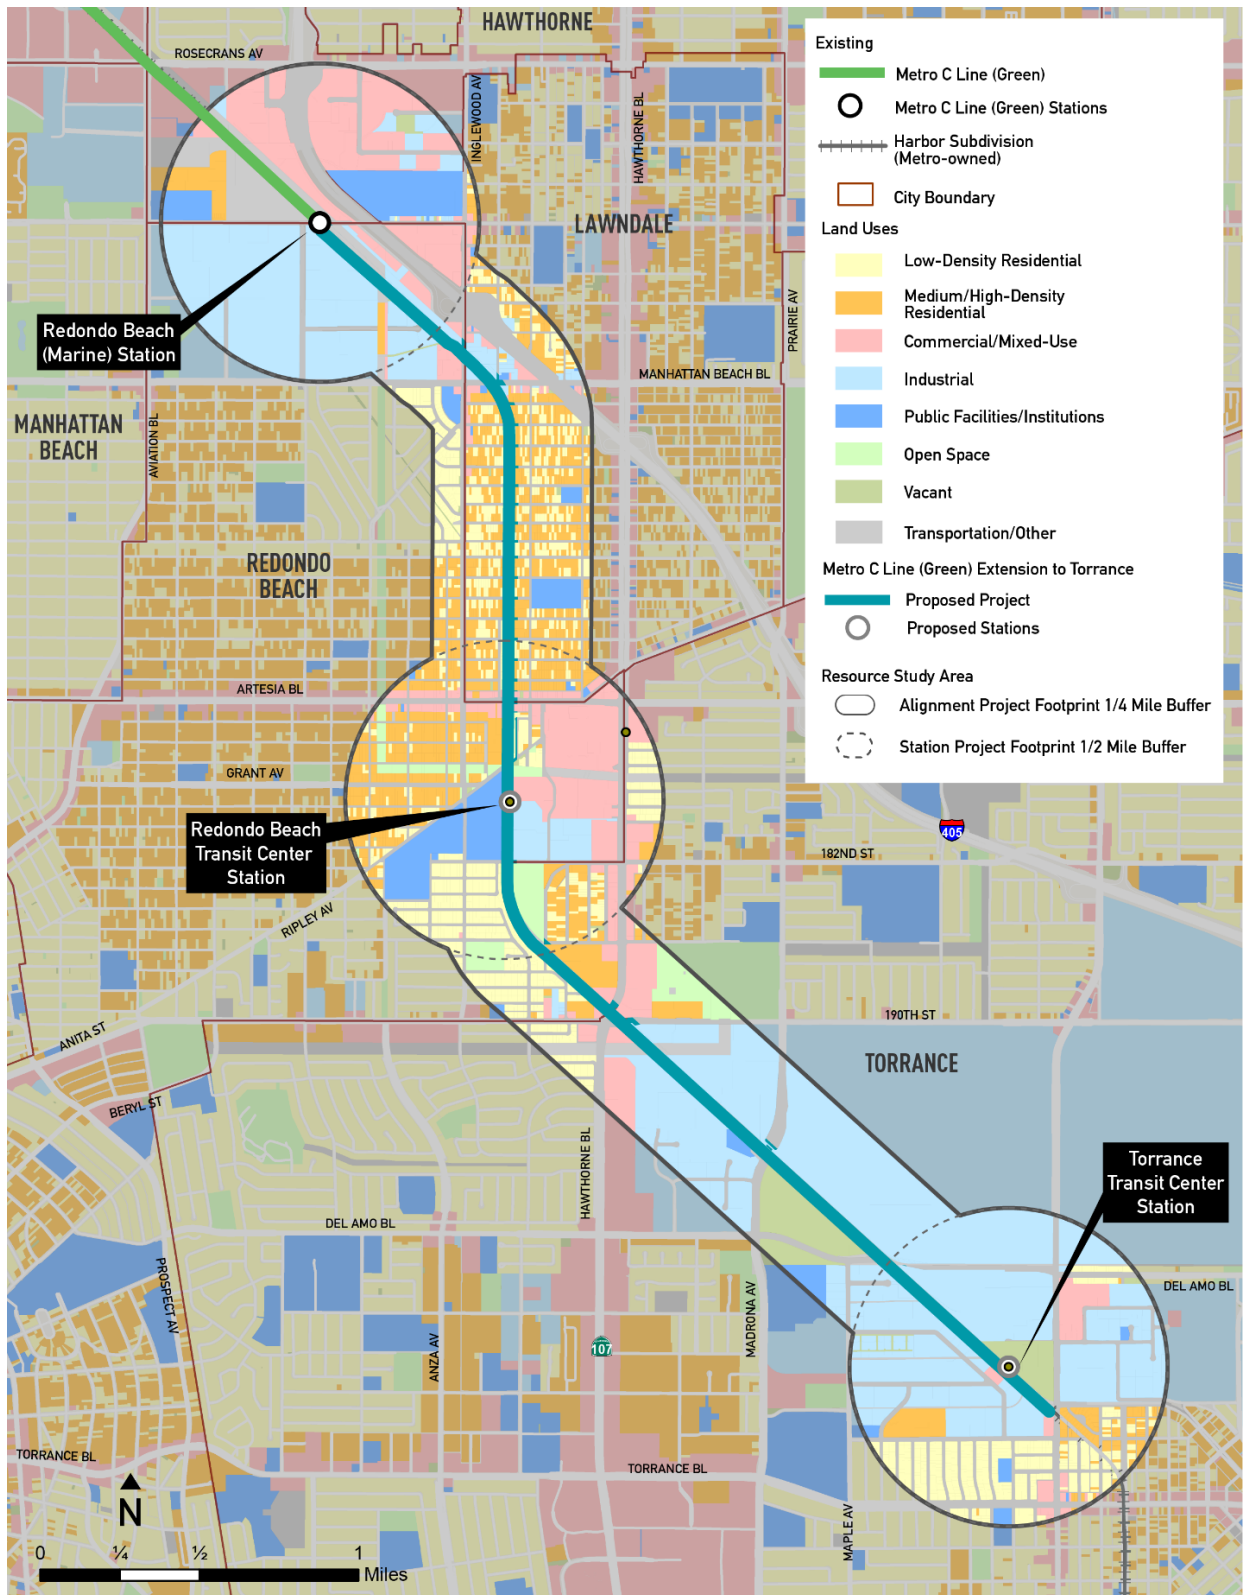 HAWTHORNE
ROSECRANS AV
INGLEWOOD AV
HAWTHORNE BL
LAWNDALE
PRAIRIE AV
Redondo Beach
(Marine) Station
MANHATTAN BEACH BL
MANHATTAN
BEACH
AVIATION BL
REDONDO
BEACH
ARTESIA BL
GRANT AV
Redondo Beach
Transit Center
Station
182ND ST
405
RIPLEY AV
190TH ST
ANITA ST
TORRANCE
BERYL ST
HAWTHORNE BL
Torrance
Transit Center
Station
DEL AMO BL
DEL AMO BL
PROSPECT AV
MADRONA AV
ANZA AV
107
TORRANCE BL
TORRANCE BL
MAPLE AV
N
0 ¼ ½ 1
Miles
Existing
Metro C Line (Green)
Metro C Line (Green) Stations
Harbor Subdivision
(Metro-owned)
City Boundary
Land Uses
Low-Density Residential
Medium/High-Density
Residential
Commercial/Mixed-Use
Industrial
Public Facilities/Institutions
Open Space
Vacant
Transportation/Other
Metro C Line (Green) Extension to Torrance
Proposed Project
Proposed Stations
Resource Study Area
Alignment Project Footprint 1/4 Mile Buffer
Station Project Footprint 1/2 Mile Buffer